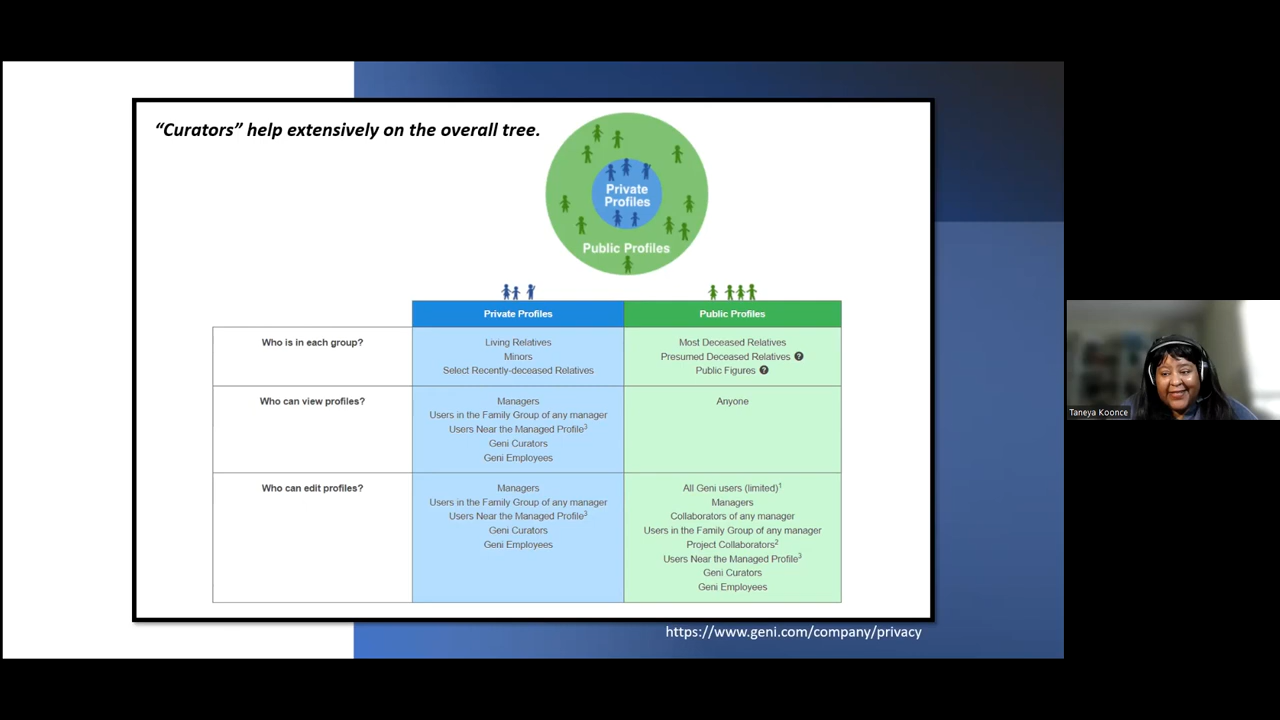 “Curators” help extensively on the overall tree.
Private
Profiles
Public Profiles
Private Profiles
Public Profiles
Who is in each group?
Living Relatives
Minors
Select Recently-deceased Relatives
Most Deceased Relatives
Presumed Deceased Relatives ?
Public Figures ?
Who can view profiles?
Managers
Users in the Family Group of any manager
Users Near the Managed Profile³
Geni Curators
Geni Employees
Anyone
Who can edit profiles?
Managers
Users in the Family Group of any manager
Users Near the Managed Profile³
Geni Curators
Geni Employees
All Geni users (limited)¹
Managers
Collaborators of any manager
Users in the Family Group of any manager
Project Collaborators²
Users Near the Managed Profile³
Geni Curators
Geni Employees
https://www.geni.com/company/privacy
Taneya Koonce